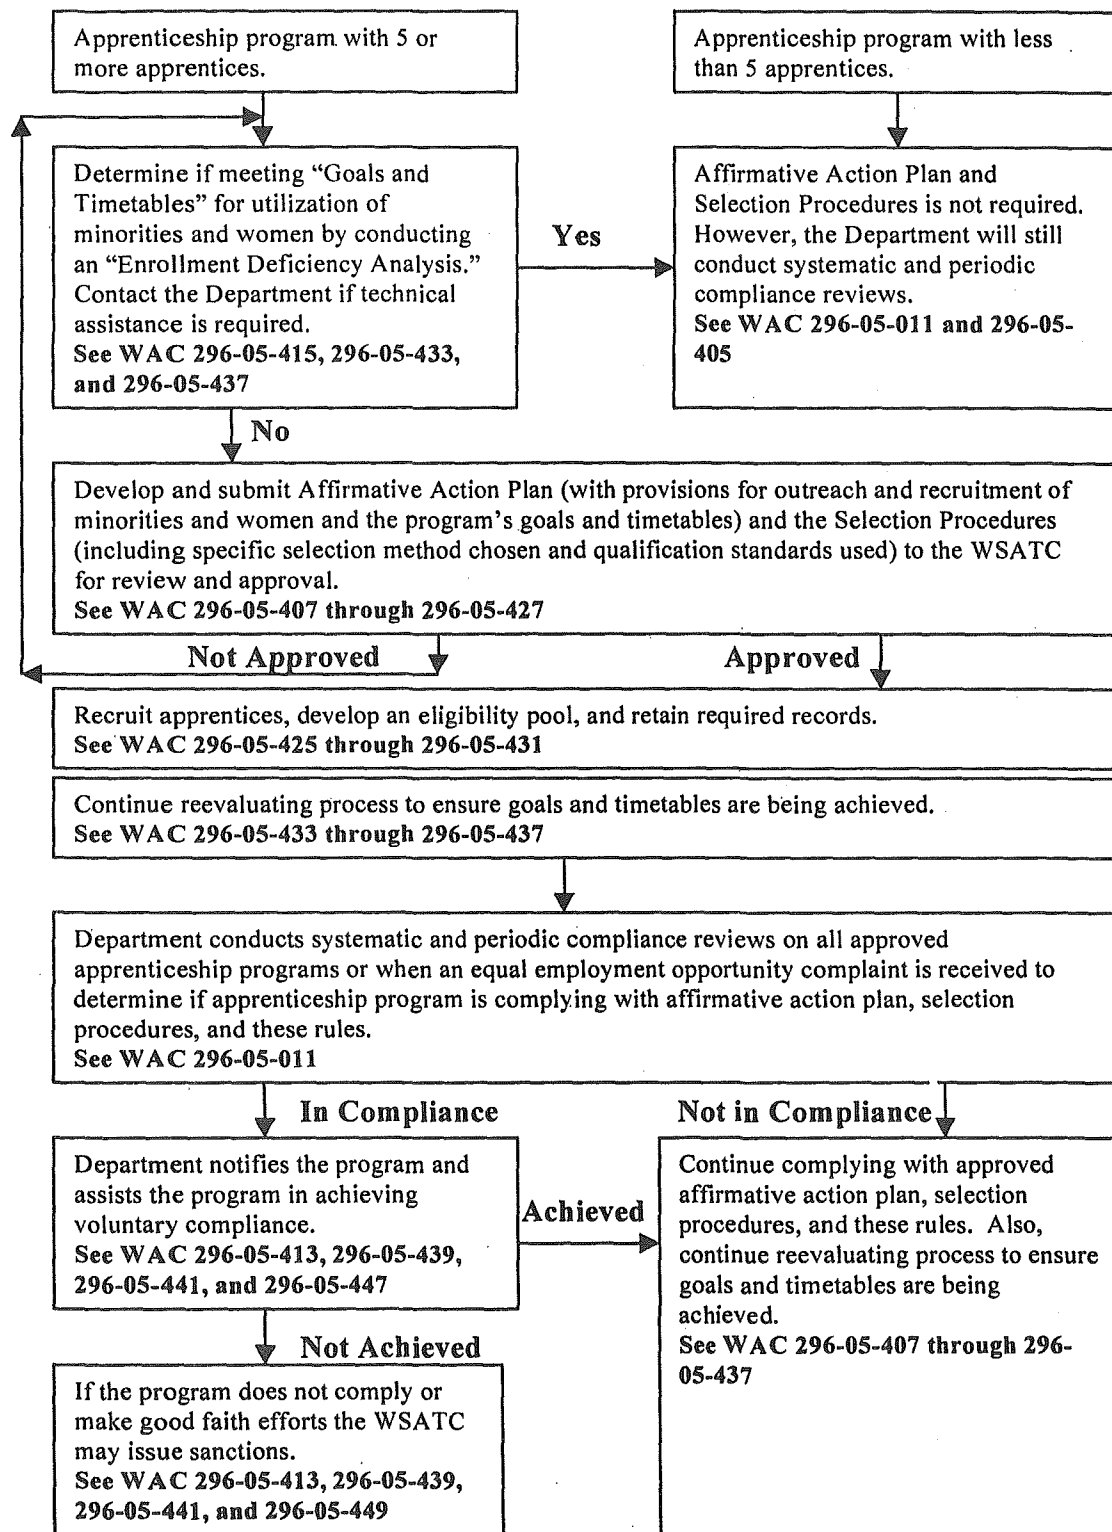 Apprenticeship program with 5 or
more apprentices.
Apprenticeship program with less
than 5 apprentices.
Determine if meeting “Goals and
Timetables” for utilization of
minorities and women by conducting
an “Enrollment Deficiency Analysis.”
Contact the Department if technical
assistance is required.
See WAC 296-05-415, 296-05-433,
and 296-05-437
Yes
Affirmative Action Plan and
Selection Procedures is not required.
However, the Department will still
conduct systematic and periodic
compliance reviews.
See WAC 296-05-011 and 296-05-
405
No
Develop and submit Affirmative Action Plan (with provisions for outreach and recruitment of
minorities and women and the program’s goals and timetables) and the Selection Procedures
(including specific selection method chosen and qualification standards used) to the WSATC
for review and approval.
See WAC 296-05-407 through 296-05-427
Not Approved
Approved
Recruit apprentices, develop an eligibility pool, and retain required records.
See WAC 296-05-425 through 296-05-431
Continue reevaluating process to ensure goals and timetables are being achieved.
See WAC 296-05-433 through 296-05-437
Department conducts systematic and periodic compliance reviews on all approved
apprenticeship programs or when an equal employment opportunity complaint is received to
determine if apprenticeship program is complying with affirmative action plan, selection
procedures, and these rules.
See WAC 296-05-011
In Compliance
Not in Compliance
Department notifies the program and
assists the program in achieving
voluntary compliance.
See WAC 296-05-413, 296-05-439,
296-05-441, and 296-05-447
Achieved
Continue complying with approved
affirmative action plan, selection
procedures, and these rules.  Also,
continue reevaluating process to ensure
goals and timetables are being
achieved.
See WAC 296-05-407 through 296-
05-437
Not Achieved
If the program does not comply or
make good faith efforts the WSATC
may issue sanctions.
See WAC 296-05-413, 296-05-439,
296-05-441, and 296-05-449